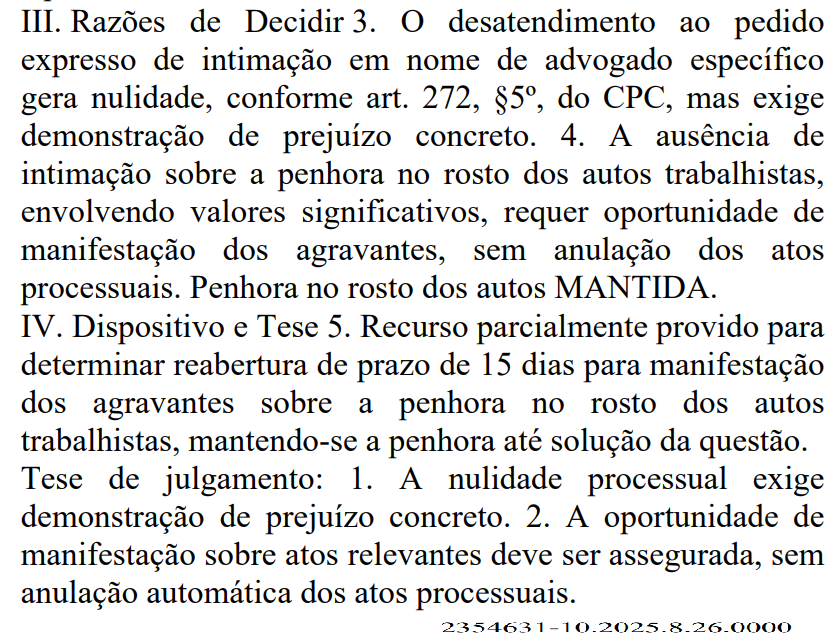 III. Razões de Decidir 3. O desatendimento ao pedido
expresso de intimação em nome de advogado específico
gera nulidade, conforme art. 272, §5º, do CPC, mas exige
demonstração de prejuízo concreto. 4. A ausência de
intimação sobre a penhora no rosto dos autos trabalhistas,
envolvendo valores significativos, requer oportunidade de
manifestação dos agravantes, sem anulação dos atos
processuais. Penhora no rosto dos autos MANTIDA.
IV. Dispositivo e Tese 5. Recurso parcialmente provido para
determinar reabertura de prazo de 15 dias para manifestação
dos agravantes sobre a penhora no rosto dos autos
trabalhistas, mantendo-se a penhora até solução da questão.
Tese de julgamento: 1. A nulidade processual exige
demonstração de prejuízo concreto. 2. A oportunidade de
manifestação sobre atos relevantes deve ser assegurada, sem
anulação automática dos atos processuais.
2354631-10.2025.8.26.0000